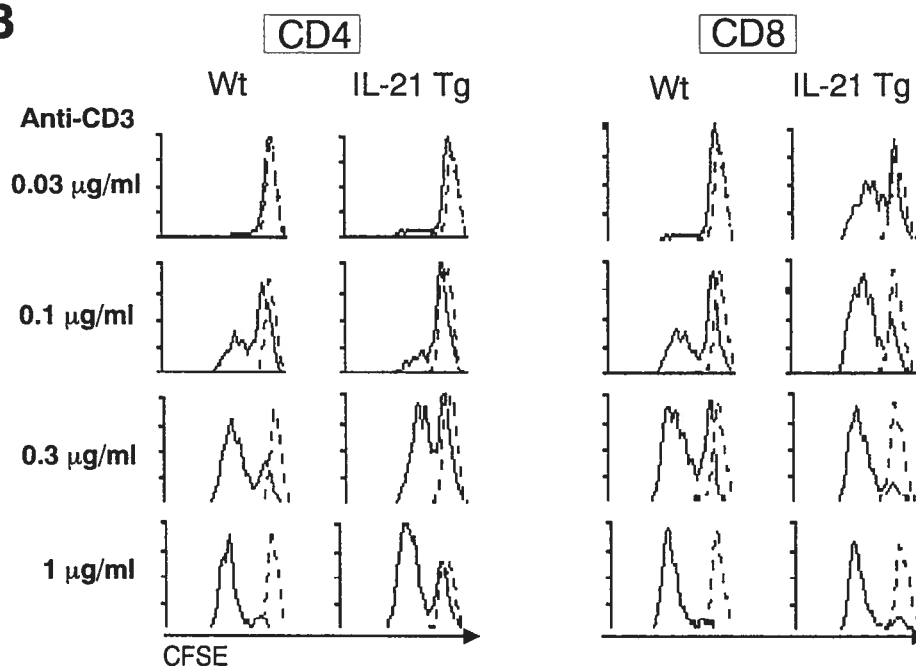 B
CD4 CD8
Wt IL-21 Tg Wt IL-21 Tg
Anti-CD3
0.03 μg/ml
0.1 μg/ml
0.3 μg/ml
1 μg/ml
CFSE